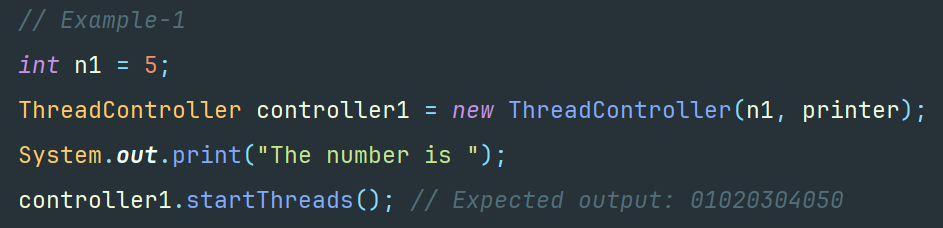 // Example-1
int n1 = 5;
ThreadController controller1 = new ThreadController(n1, printer);
System.out.print("The number is ");
controller1.startThreads(); // Expected output: 01020304050